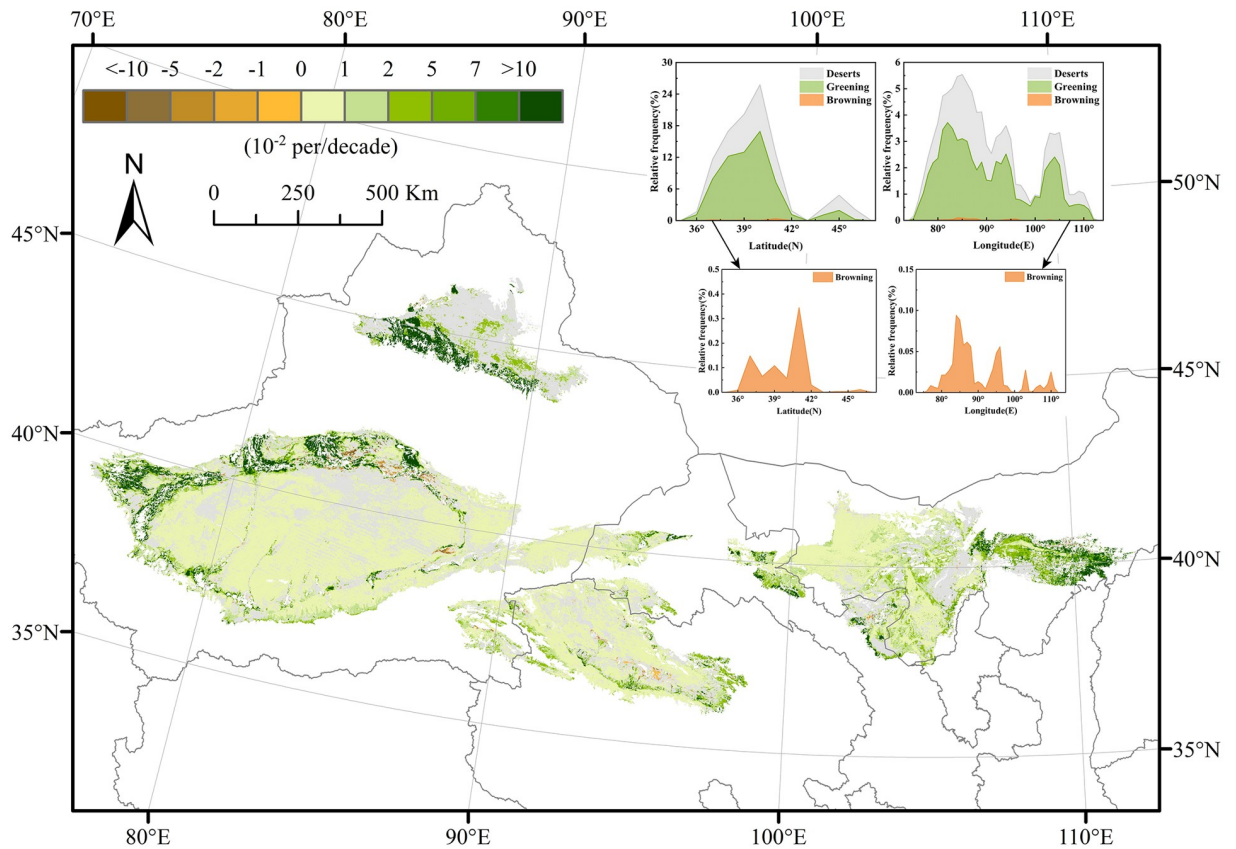 70°E 80°E 90°E 100°E 110°E
<-10 -5 -2 -1 0 1 2 5 7 >10
(10-2 per/decade)
N
0 250 500 Km
45°N
40°N
35°N
50°N
45°N
40°N
35°N
80°E 90°E 100°E 110°E
Relative frequency(%)
30
24
18
12
6
0
Deserts
Greening
Browning
36° 39° 42° 45°
Latitude(N)
Relative frequency(%)
6
5
4
3
2
1
0
Deserts
Greening
Browning
80° 90° 100° 110°
Longitude(E)
Relative frequency(%)
0.5
0.4
0.3
0.2
0.1
0.0
Browning
36° 39° 42° 45°
Latitude(N)
Relative frequency(%)
0.15
0.10
0.05
0.00
Browning
80° 90° 100° 110°
Longitude(E)